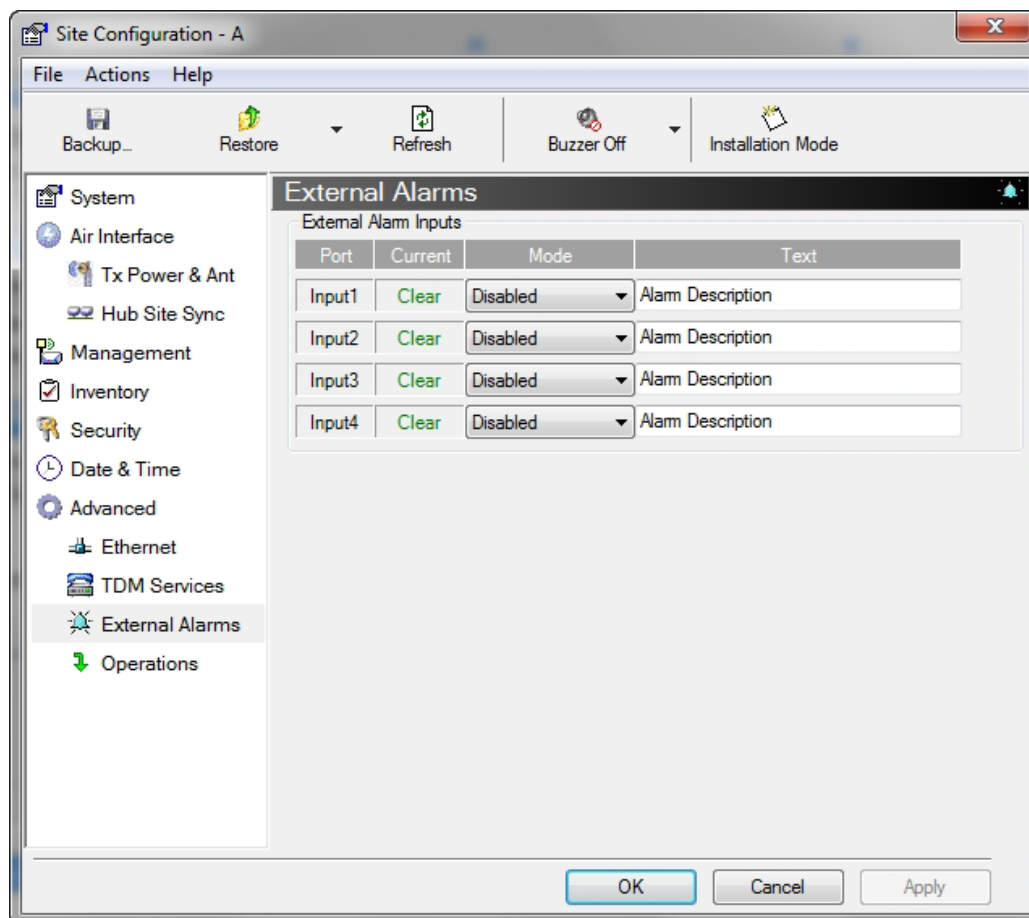 Site Configuration - A
File Actions Help
Backup... Restore Refresh Buzzer Off Installation Mode
System
Air Interface
Tx Power & Ant
Hub Site Sync
Management
Inventory
Security
Date & Time
Advanced
Ethernet
TDM Services
External Alarms
Operations
External Alarms
External Alarm Inputs
Port Current Mode Text
Input1 Clear Disabled Alarm Description
Input2 Clear Disabled Alarm Description
Input3 Clear Disabled Alarm Description
Input4 Clear Disabled Alarm Description
OK Cancel Apply